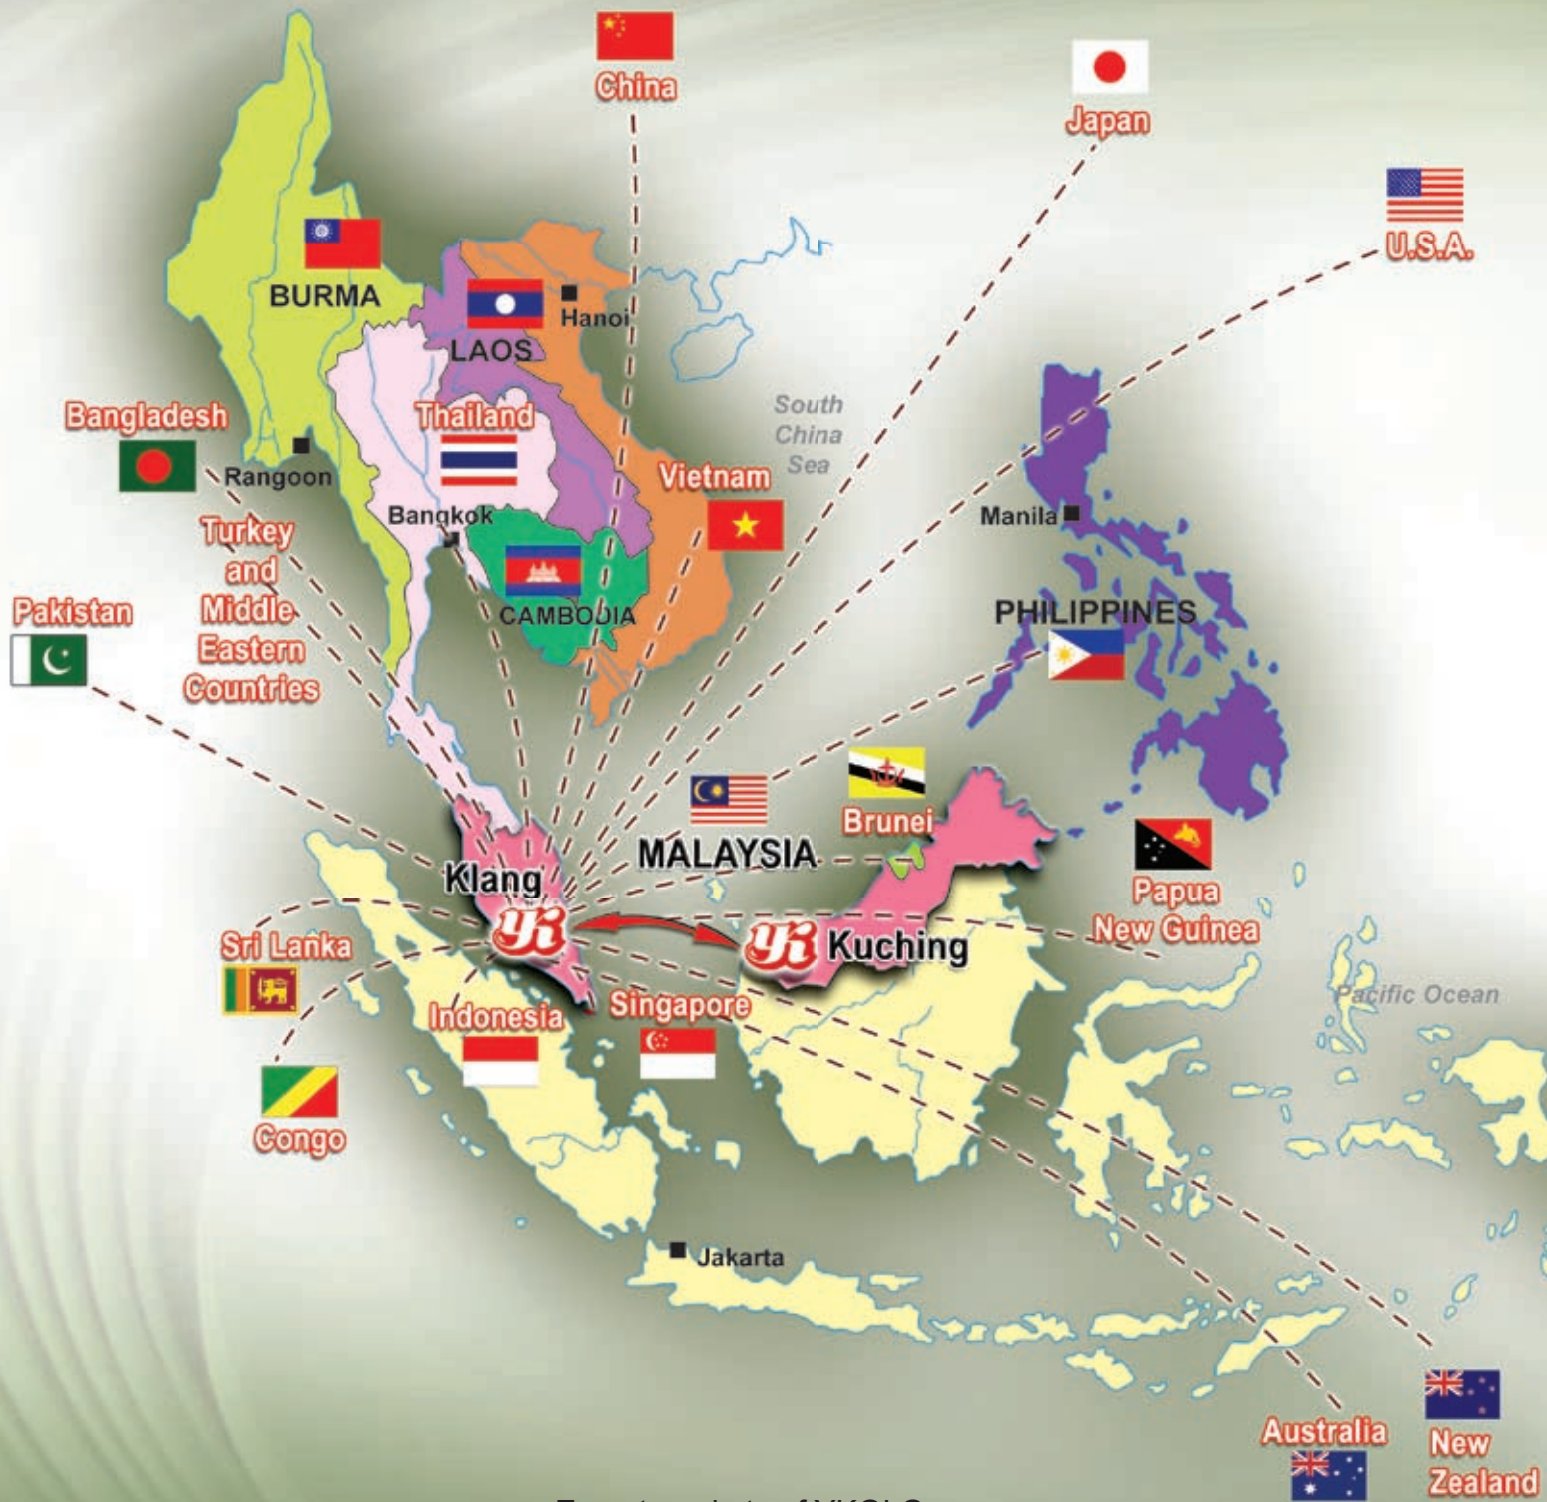 China
Japan
U.S.A.
BURMA
Hanoi
LAOS
Bangladesh
Thailand
South
China
Sea
Rangoon
Vietnam
Bangkok
Manila
Turkey
and
Middle
Eastern
Countries
Pakistan
CAMBODIA
PHILIPPINES
Brunei
MALAYSIA
Klang
Papua
New Guinea
yki
yki
Kuching
Sri Lanka
Indonesia
Singapore
Pacific Ocean
Congo
Jakarta
Australia
New
Zealand